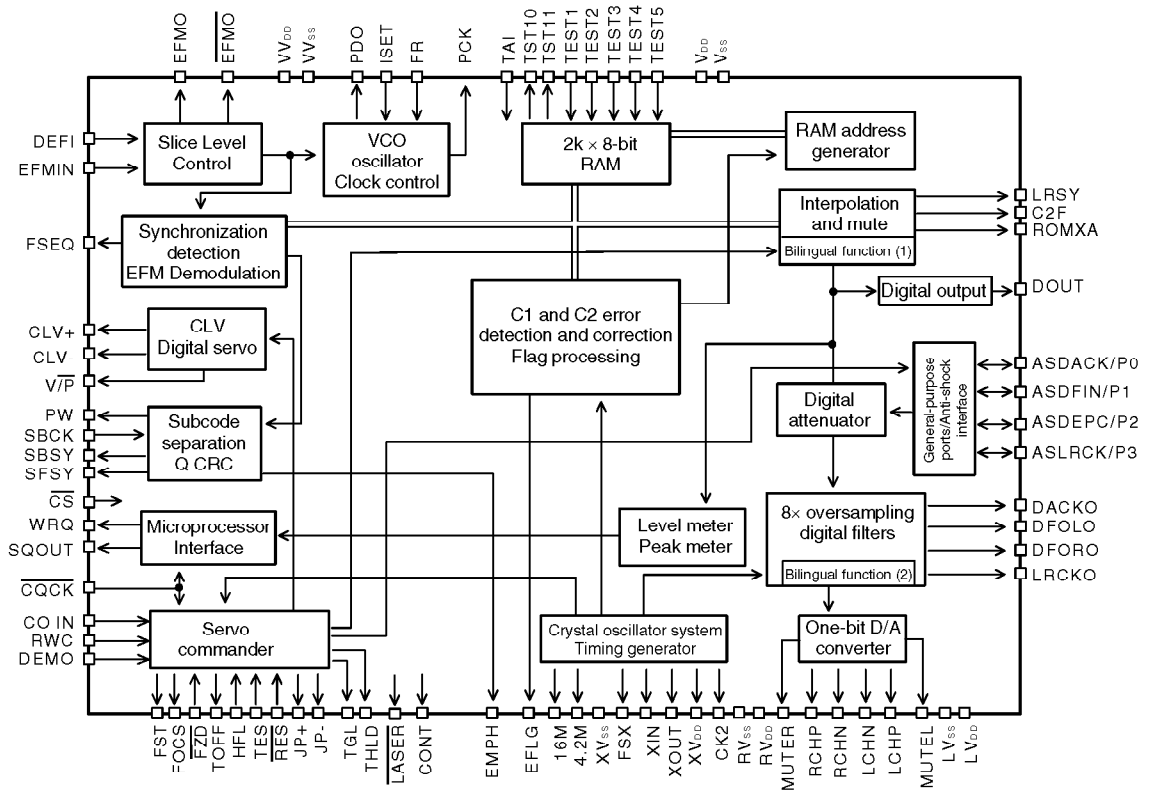 EFMO
EFMO
VVDD
VVSS
PDO
ISET
FR
PCK
TAI
TST10
TST11
TEST1
TEST2
TEST3
TEST4
TEST5
VDD
VSS
DEFI
EFMIN
FSEQ
CLV+
CLV
V/P
PW
SBCK
SBSY
SFSY
CS
WRQ
SQOUT
CQCK
CO IN
RWC
DEMO
Slice Level
Control
VCO
oscillator
Clock control
2k × 8-bit
RAM
RAM address
generator
Synchronization
detection
EFM Demodulation
Interpolation
and mute
Bilingual function (1)
Digital output
CLV
Digital servo
C1 and C2 error
detection and correction
Flag processing
Subcode
separation
Q CRC
Digital
attenuator
General-purpose
ports/Anti-shock
interface
Microprocessor
Interface
Level meter
Peak meter
8× oversampling
digital filters
Bilingual function (2)
Servo
commander
Crystal oscillator system
Timing generator
One-bit D/A
converter
LRSY
C2F
ROMXA
DOUT
ASDACK/P0
ASDFIN/P1
ASDEPC/P2
ASLRCK/P3
DACKO
DFOLO
DFORO
LRCKO
FST
FOCS
FZD
TOFF
HFL
TES
RES
JP+
JP-
TGL
THLD
LASER
CONT
EMPH
EFLG
16M
4.2M
XVSS
FSX
XIN
XOUT
XVDD
CK2
RVSS
RVDD
MUTER
RCHP
RCHN
LCHN
LCHP
MUTEL
LVSS
LVDD